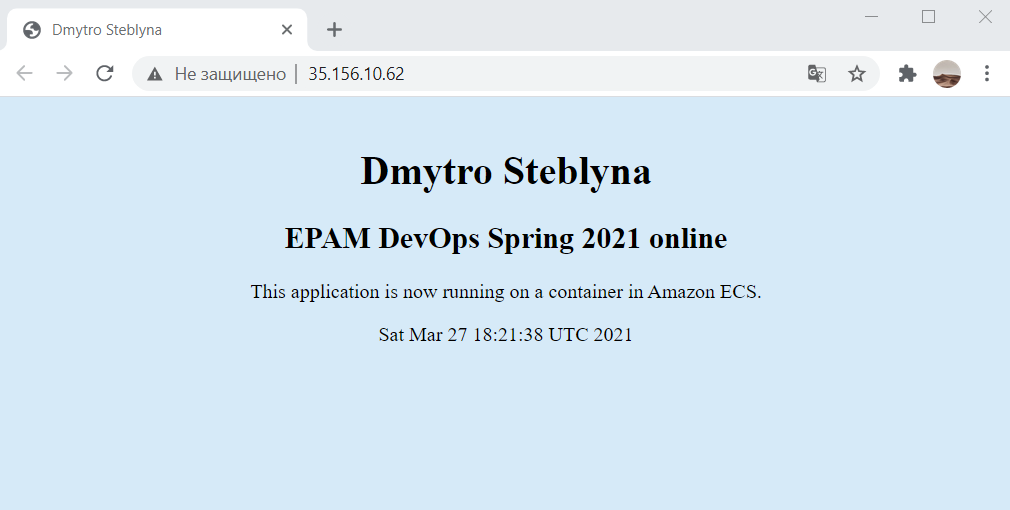 Dmytro Steblyna
Не защищено | 35.156.10.62
Dmytro Steblyna
EPAM DevOps Spring 2021 online
This application is now running on a container in Amazon ECS.
Sat Mar 27 18:21:38 UTC 2021